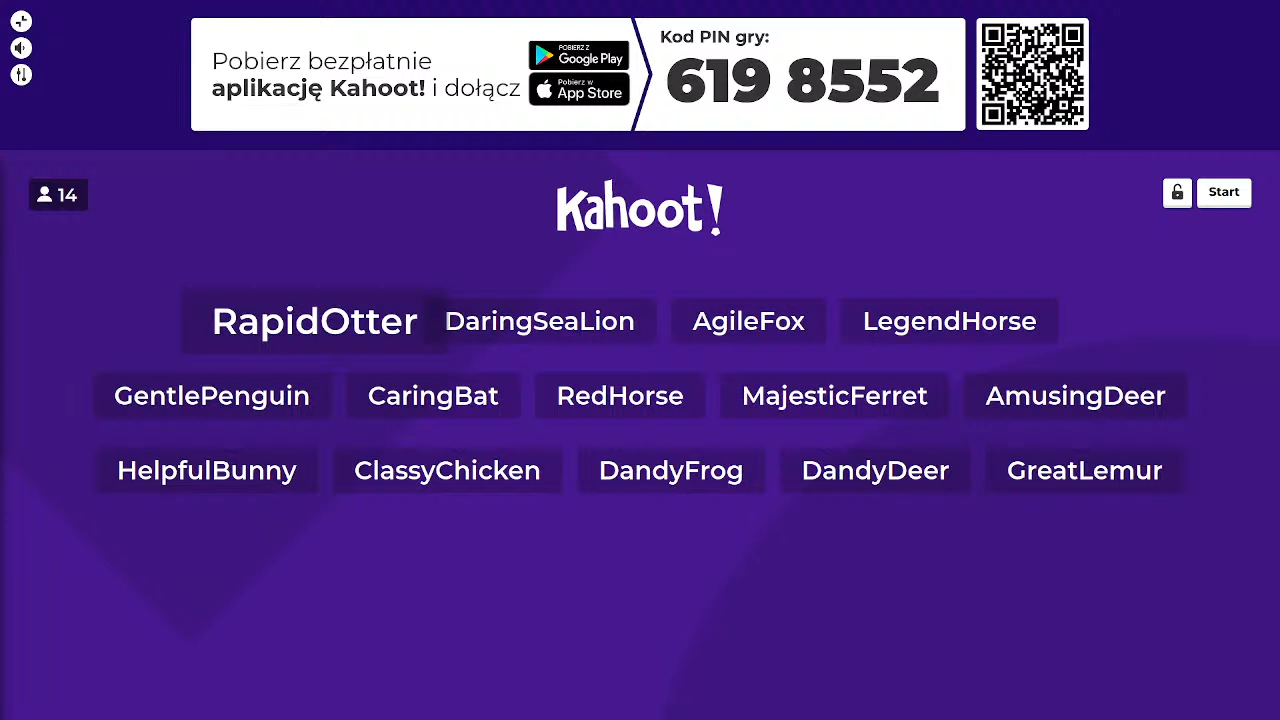 Pobierz bezpłatnie
aplikację Kahoot! i dołącz
POBIERZ Z
Google Play
Pobierz w
App Store
Kod PIN gry:
619 8552
14
Kahoot!
Start
RapidOtter DaringSeaLion AgileFox LegendHorse
GentlePenguin CaringBat RedHorse MajesticFerret AmusingDeer
HelpfulBunny ClassyChicken DandyFrog DandyDeer GreatLemur